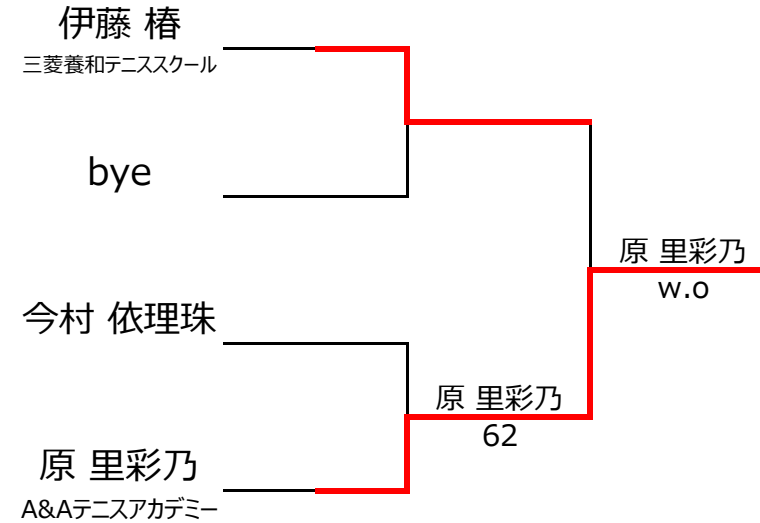 伊藤 椿
三菱養和テニススクール
bye
原 里彩乃
w.o
今村 依理珠
原 里彩乃
62
原 里彩乃
A&Aテニスアカデミー